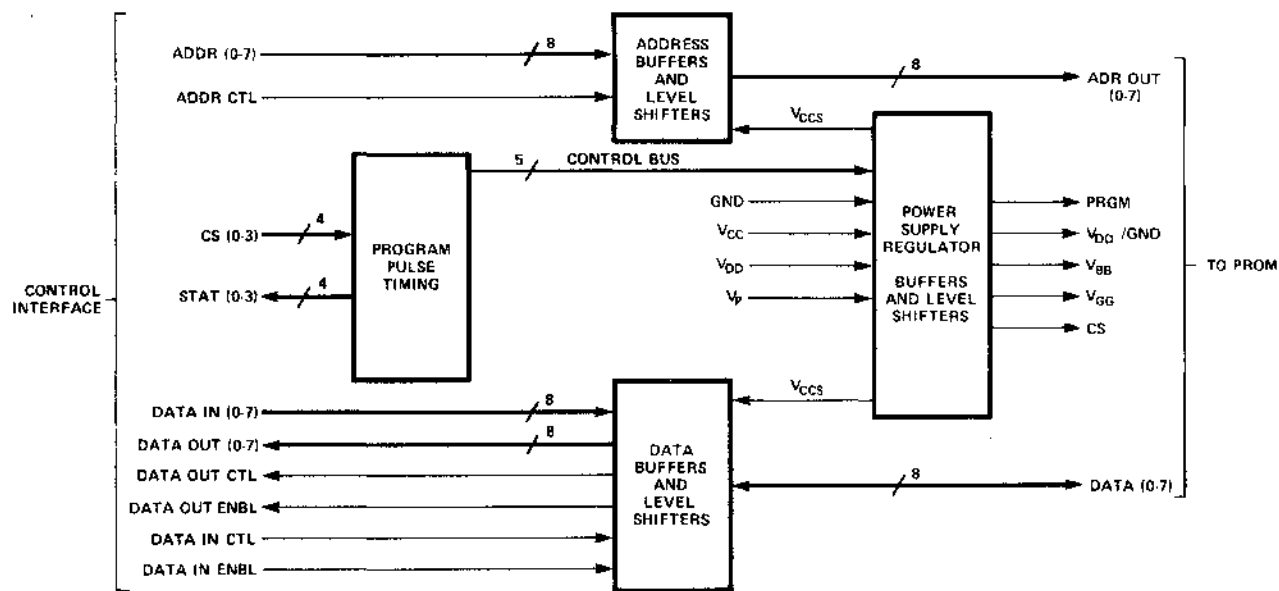 ADDR (0-7)
8
ADDRESS
BUFFERS
AND
LEVEL
SHIFTERS
8
ADR OUT
(0-7)
ADDR CTL
VCCS
5
CONTROL BUS
GND
VCC
VDD
VP
POWER
SUPPLY
REGULATOR
BUFFERS
AND LEVEL
SHIFTERS
PRGM
VDD /GND
VBB
VGG
CS
TO PROM
CS (0-3)
4
PROGRAM
PULSE
TIMING
STAT (0-3)
4
CONTROL
INTERFACE
VCCS
DATA IN (0-7)
8
DATA OUT (0-7)
8
DATA OUT CTL
DATA OUT ENBL
DATA IN CTL
DATA IN ENBL
DATA
BUFFERS
AND
LEVEL
SHIFTERS
8
DATA (0-7)